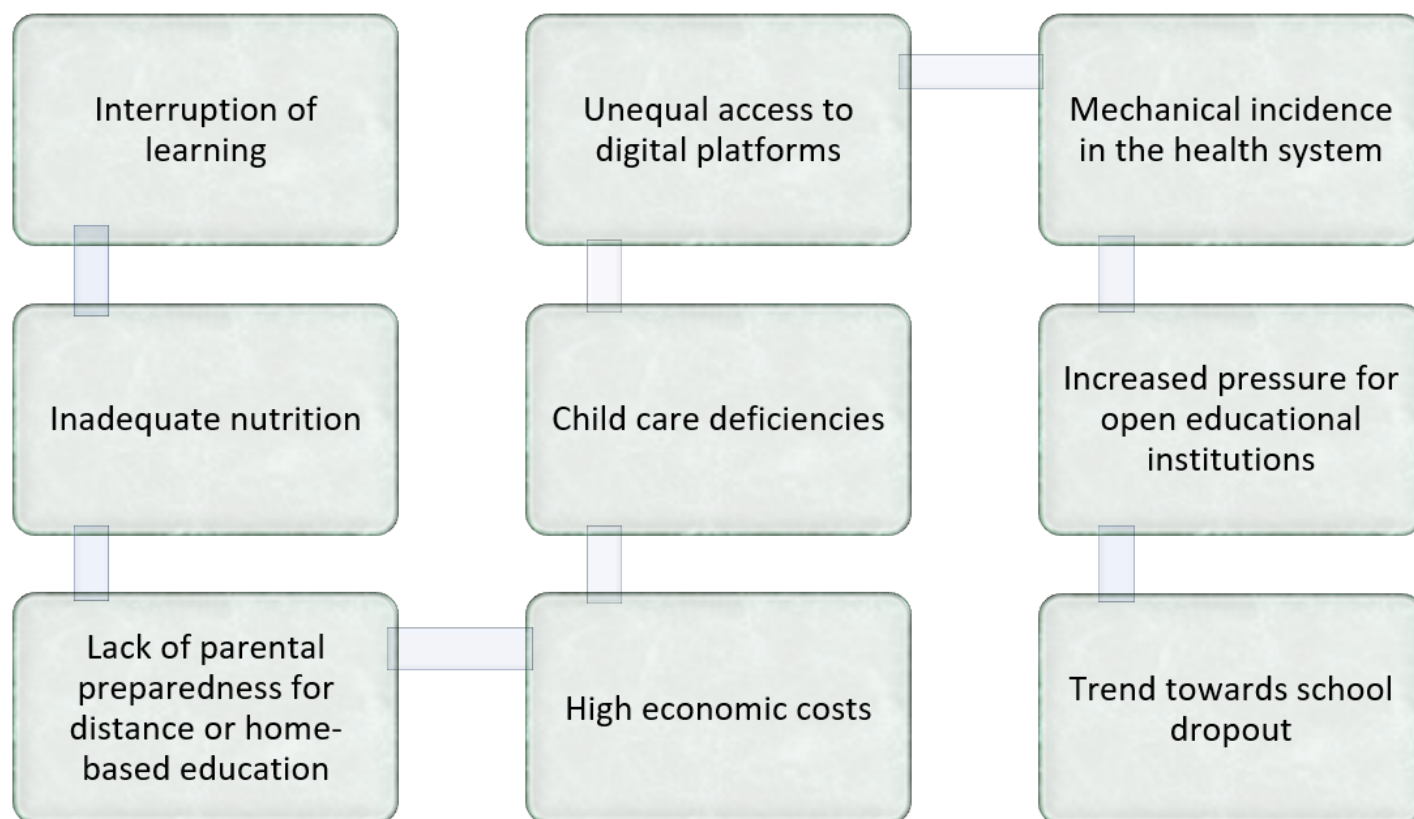 Interruption of
learning
Inadequate nutrition
Lack of parental
preparedness for
distance or home-
based education
High economic costs
Child care deficiencies
Unequal access to
digital platforms
Mechanical incidence
in the health system
Increased pressure for
open educational
institutions
Trend towards school
dropout